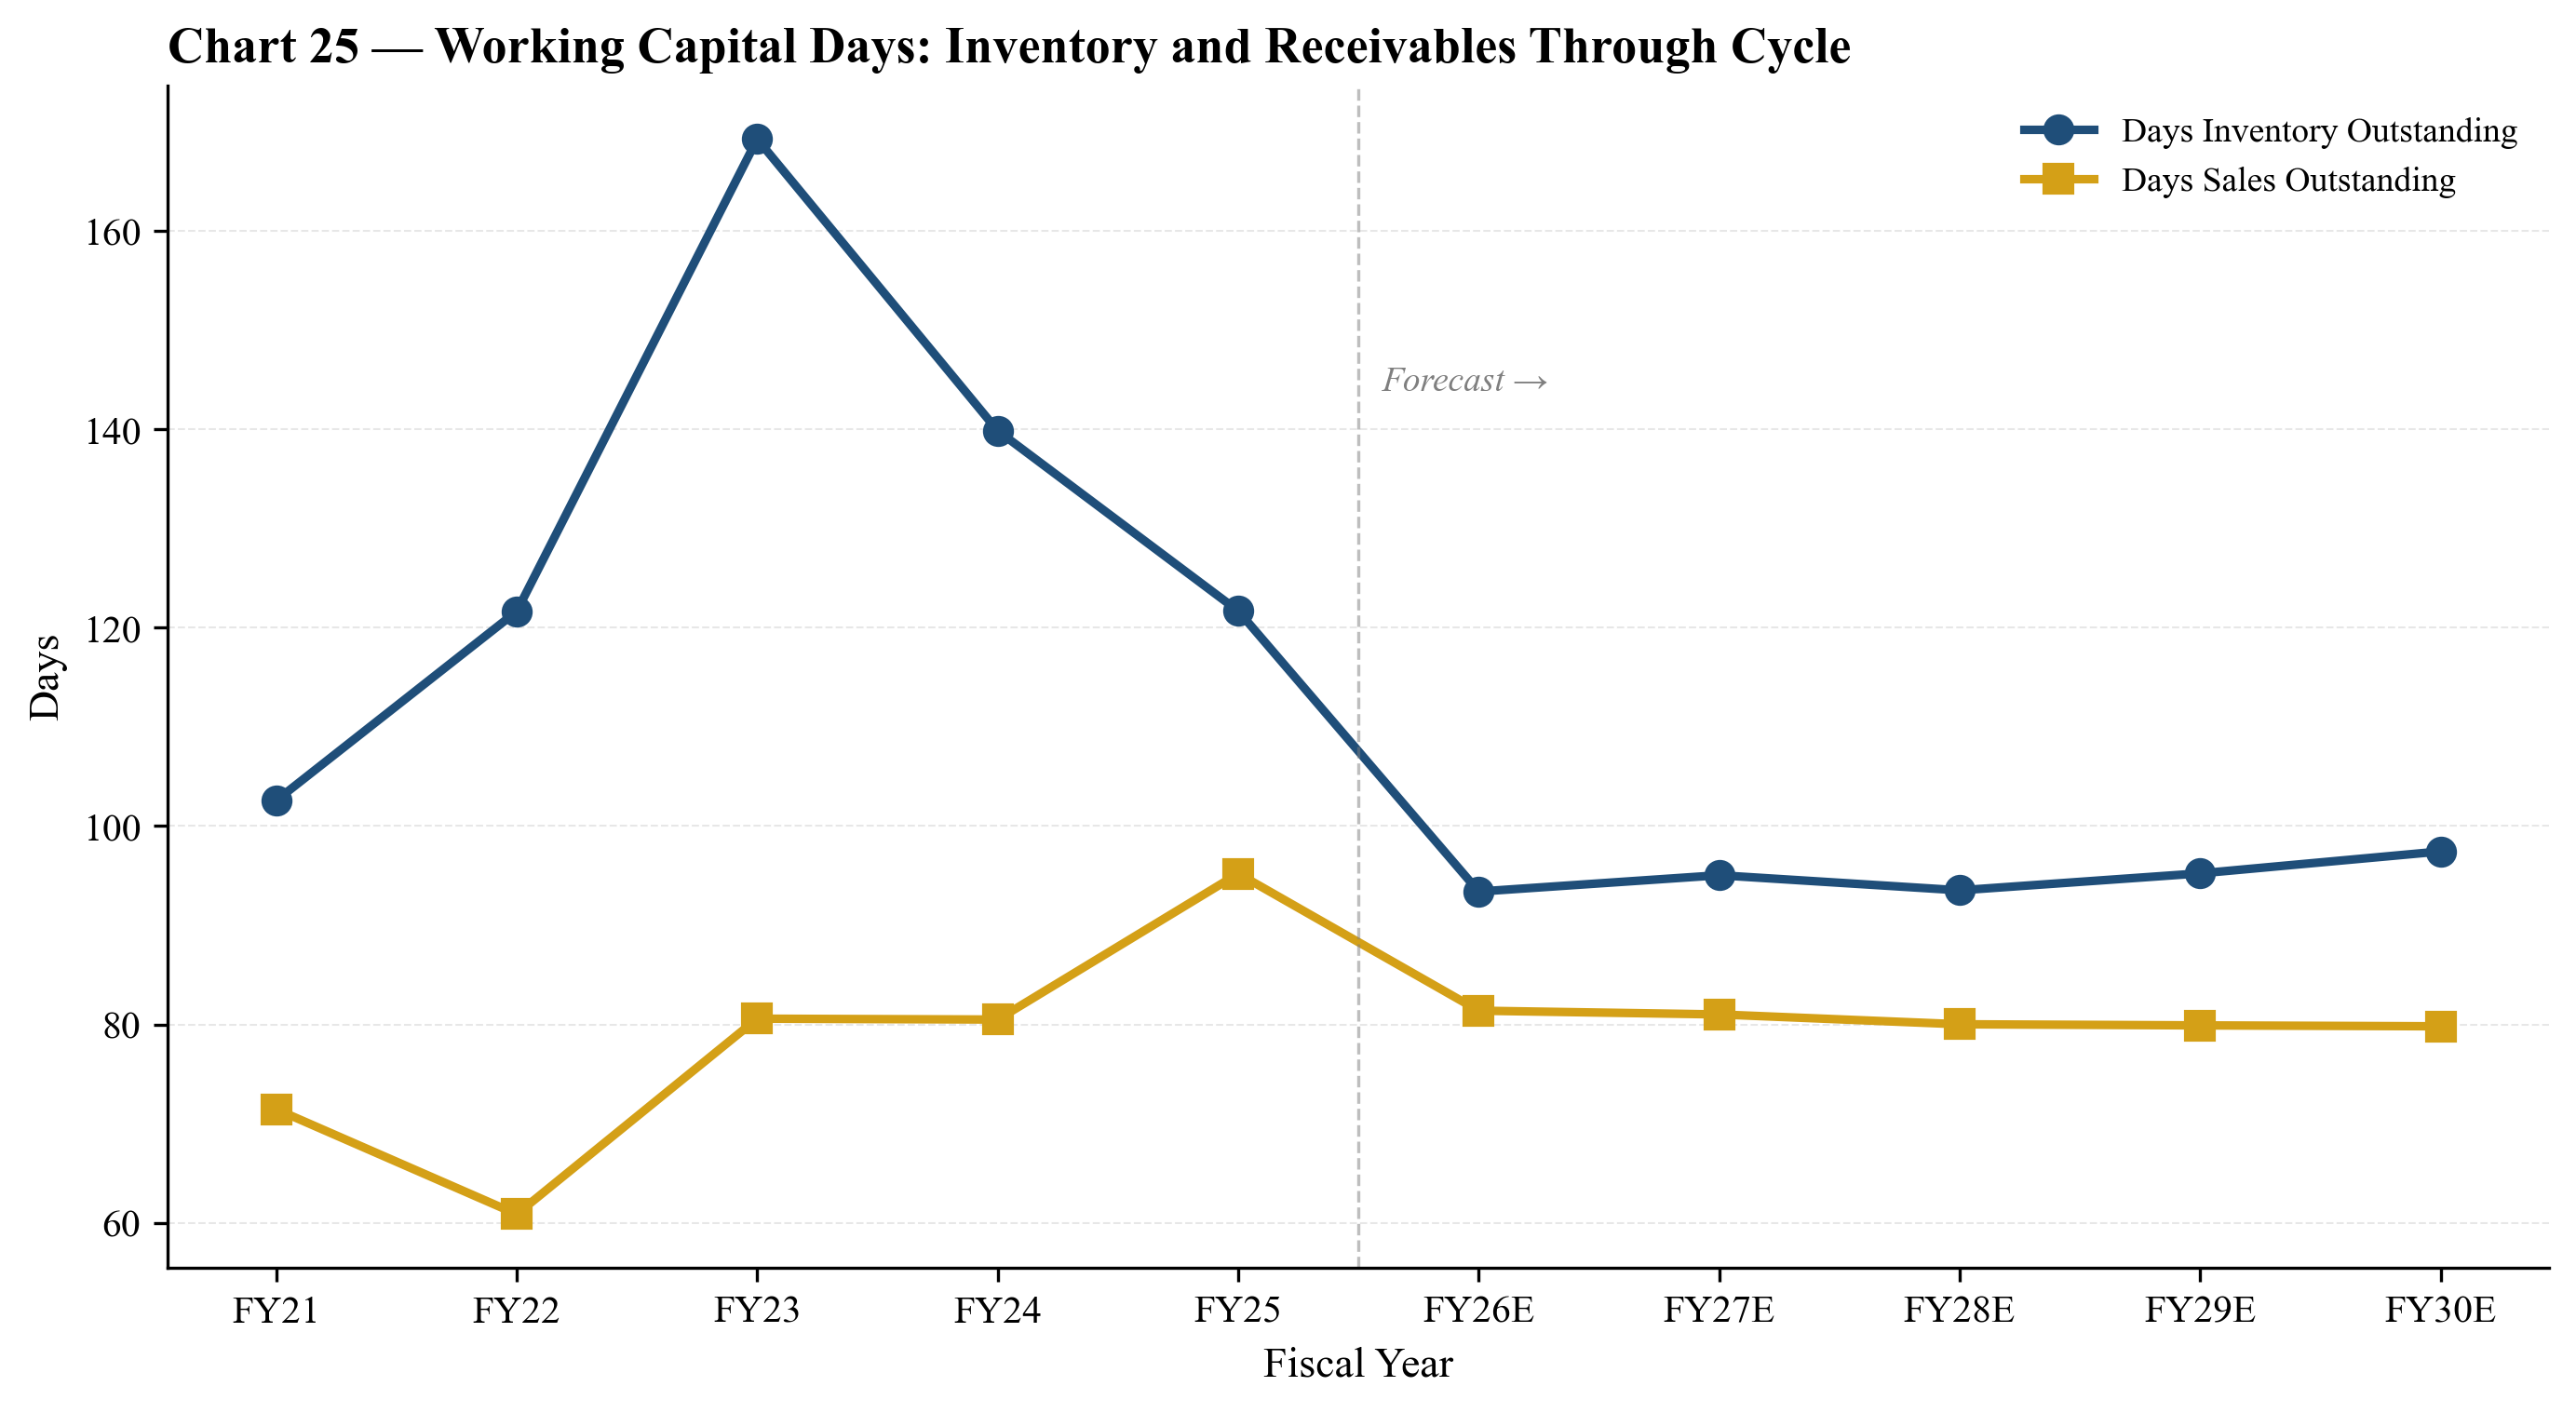 Chart 25 — Working Capital Days: Inventory and Receivables Through Cycle
Days Inventory Outstanding
Days Sales Outstanding
Forecast →
Days
160
140
120
100
80
60
FY21 FY22 FY23 FY24 FY25 FY26E FY27E FY28E FY29E FY30E
Fiscal Year